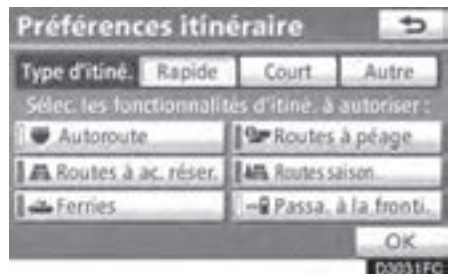 Préférences itinéraire
Type d'itiné. Rapide Court Autre
Sélec. les fonctionnalités d'itiné. à autoriser :
Autoroute Routes à péage
Routes à ac. réser. Routes saison.
Ferries Passa. à la fronti..
OK
D3031FC